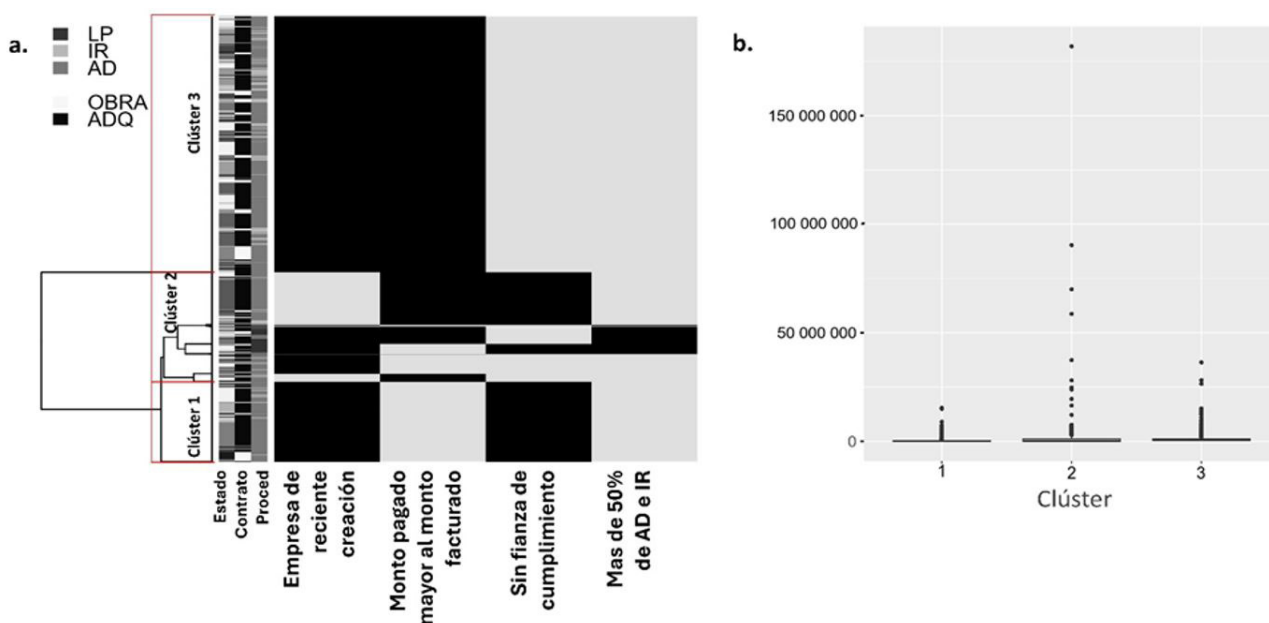 a.
LP
IR
AD
OBRA
ADQ
Clúster 3
Clúster 2
Clúster 1
Estado
Contrato
Proced
Empresa de
reciente
creación
Monto pagado
mayor al monto
facturado
Sin fianza de
cumplimiento
Mas de 50%
de AD e IR
b.
150 000 000
100 000 000
50 000 000
0
1
2
3
Clúster